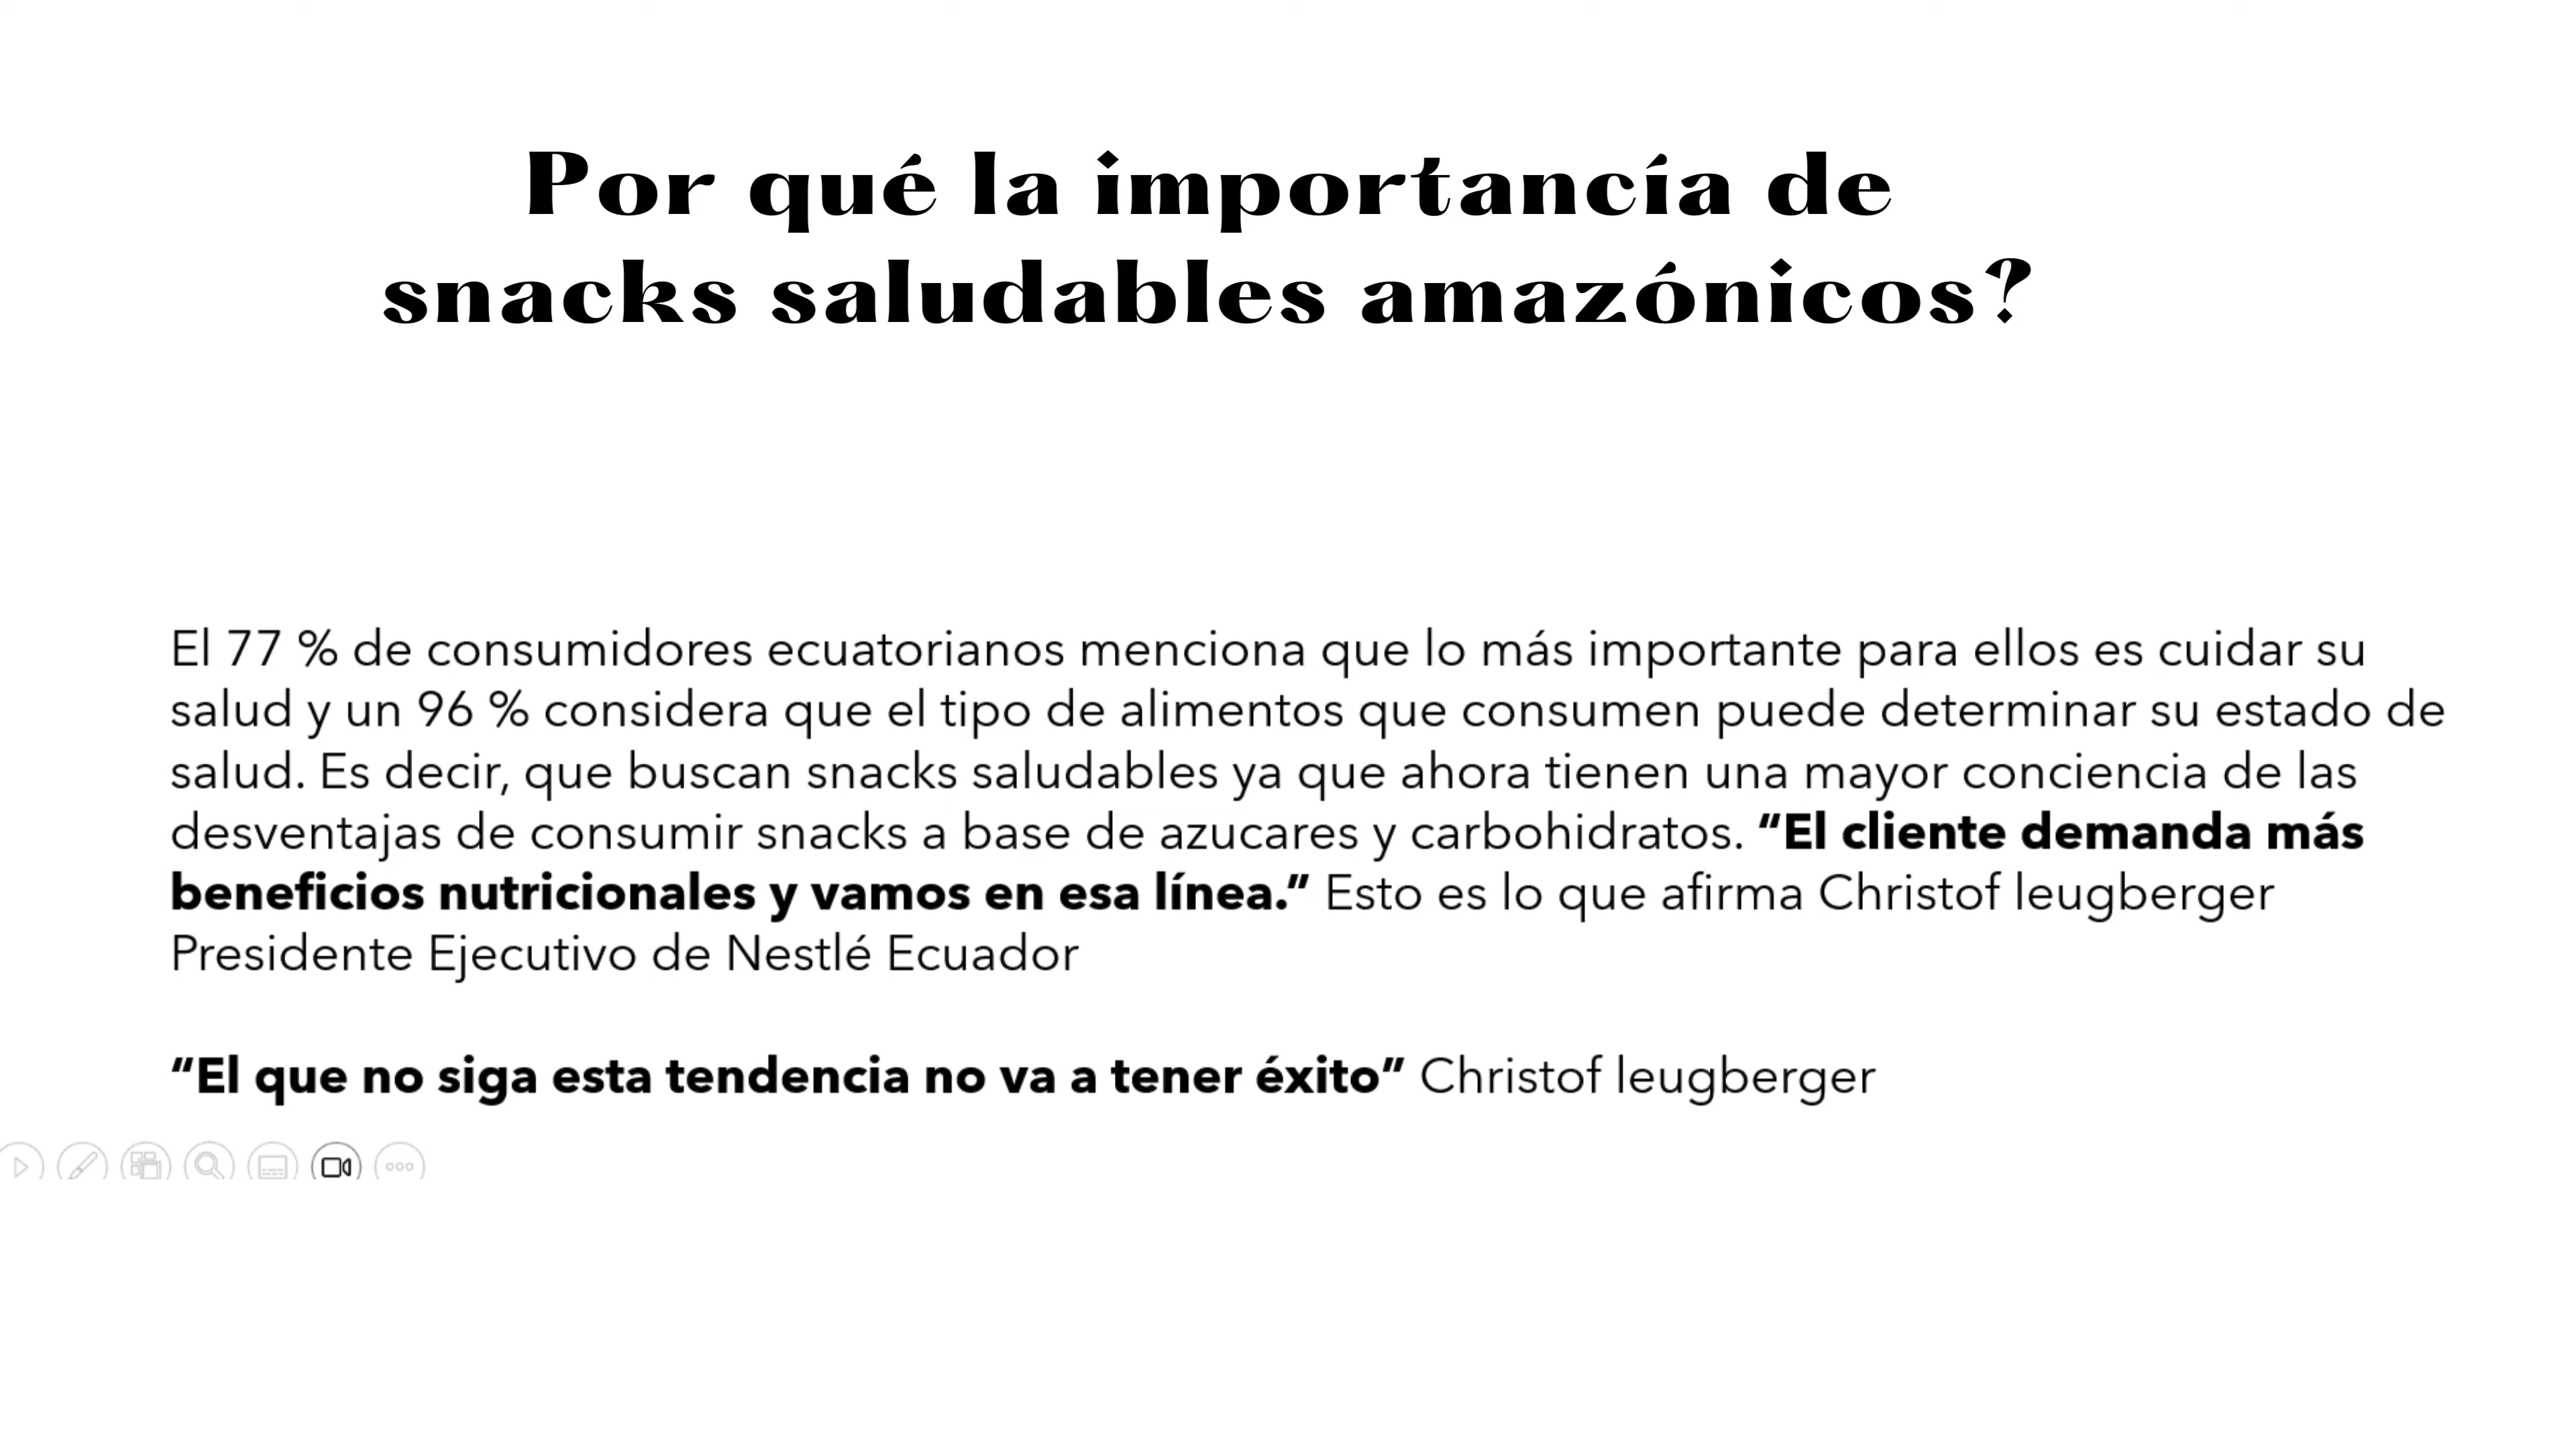 Por qué la importancía de
snacks saludables amazónicos?
El 77 % de consumidores ecuatorianos menciona que lo más importante para ellos es cuidar su
salud y un 96 % considera que el tipo de alimentos que consumen puede determinar su estado de
salud. Es decir, que buscan snacks saludables ya que ahora tienen una mayor conciencia de las
desventajas de consumir snacks a base de azucares y carbohidratos. “El cliente demanda más
beneficios nutricionales y vamos en esa línea.” Esto es lo que afirma Christof leugberger
Presidente Ejecutivo de Nestlé Ecuador
“El que no siga esta tendencia no va a tener éxito” Christof leugberger